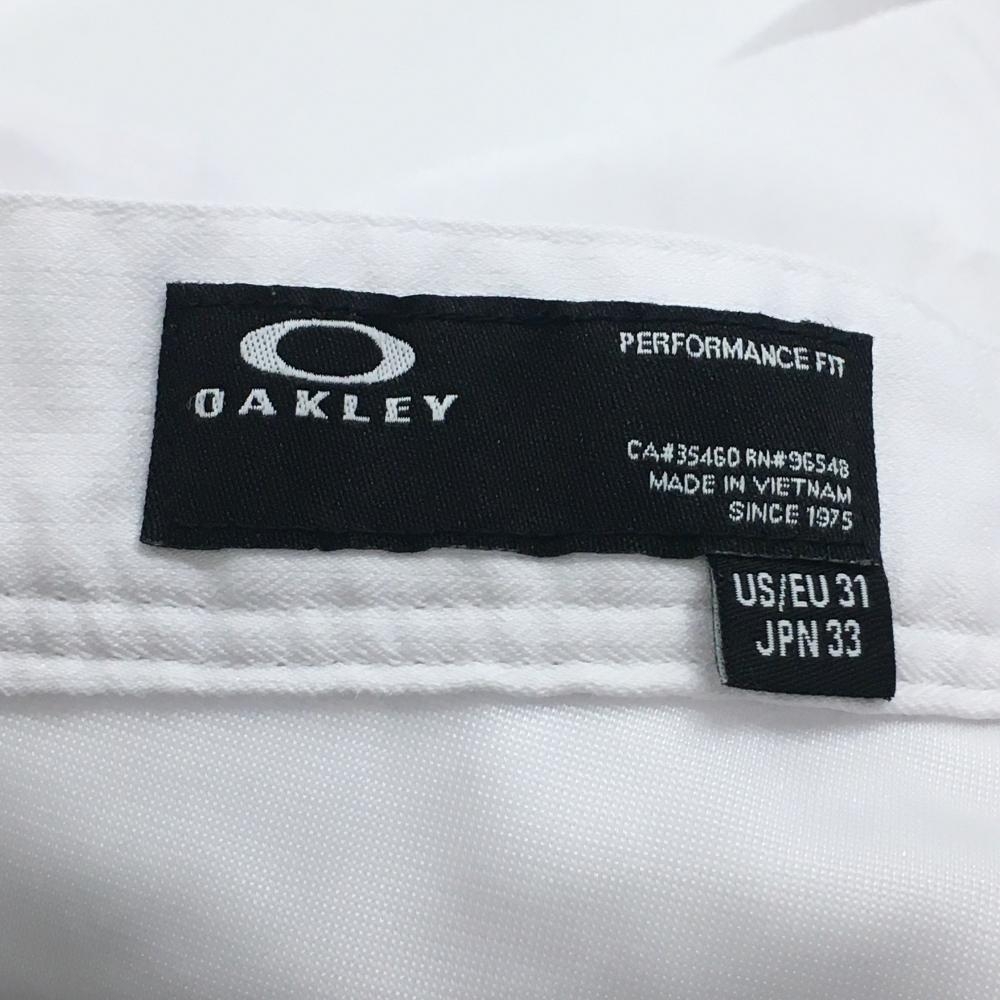 OAKLEY
PERFORMANCE FIT
CA#35460 RN#96548
MADE IN VIETNAM
SINCE 1975
US/EU 31
JPN 33